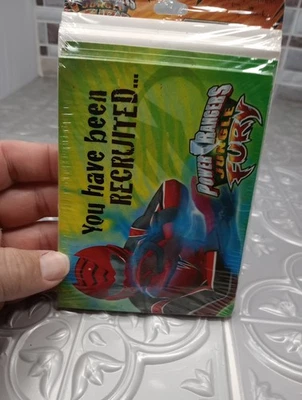 You have been
RECRUITED...
POWER RANGERS
JUNGLE
FURY